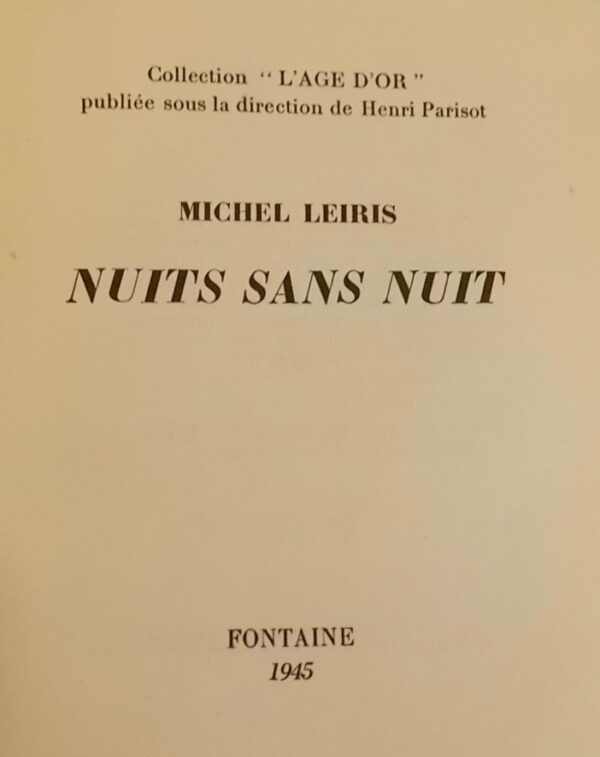 Collection “ L'AGE D'OR ”
publiée sous la direction de Henri Parisot
MICHEL LEIRIS
NUITS SANS NUIT
FONTAINE
1945